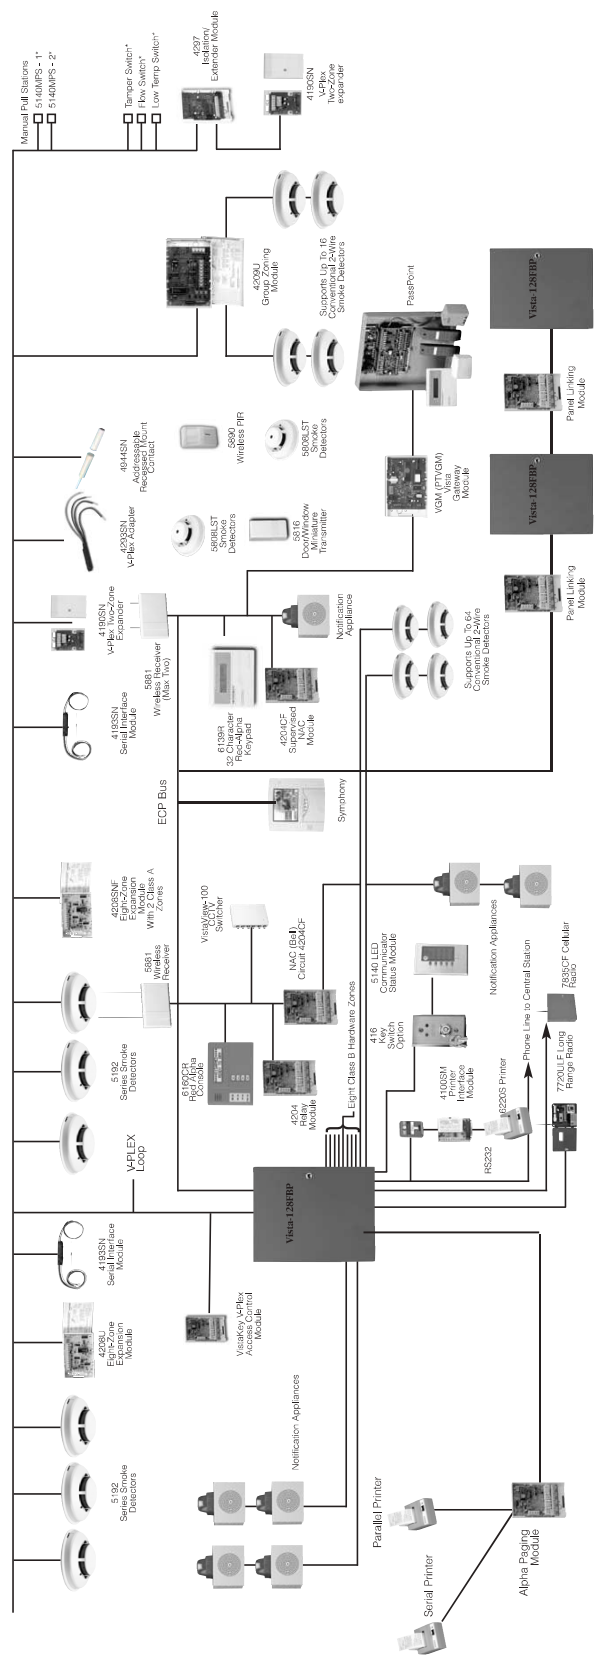 Manual Pull Stations
5140MPS - 1*
5140MPS - 2*
Tamper Switch*
Flow Switch*
Low Temp Switch*
4297
Isolation/
Extender Module
4190SN
V-Plex
Two-Zone
expander
4209U
Group Zoning
Module
Supports Up To 16
Conventional 2-Wire
Smoke Detectors
PassPoint
Vista-128FBP
Panel Linking
Module
Vista-128FBP
Panel Linking
Module
4944SN
Addressable
Recessed Mount
Contact
4293SN
V-Plex Adapter
5890
Wireless PIR
5806LST
Smoke
Detectors
5808LST
Smoke
Detectors
5816
Door/Window
Miniature
Transmitter
VGM (PTVGM)
Vista
Gateway
Module
4190SN
V-Plex Two-Zone
Expander
5881
Wireless Receiver
(Max Two)
Notification
Appliance
Supports Up To 64
Conventional 2-Wire
Smoke Detectors
4193SN
Serial Interface
Module
6139R
32 Character
Red-Alpha
Keypad
4204CF
Supervised
NAC
Module
ECP Bus
Symphony
4208SNF
Eight-Zone
Expansion
Module
With 2 Class A
Zones
VistaView-100
CCTV
Switcher
NAC (Bell)
Circuit 4204CF
5140 LED
Communicator
Status Module
Notification Appliances
5881
Wireless
Receiver
5192
Series Smoke
Detectors
6160CR
Red Alpha
Console
4204
Relay
Module
Eight Class B Hardware Zones
416
Key
Switch
Option
Phone Line to Central Station
7835CF Cellular
Radio
4100SM
Printer
Interface
Module
RS232
6220S Printer
7720ULF Long
Range Radio
V-PLEX
Loop
Vista-128FBP
4193SN
Serial Interface
Module
4208U
Eight-Zone
Expansion
Module
VistaKey V-Plex
Access Control
Module
5192
Series Smoke
Detectors
Notification Appliances
Parallel Printer
Serial Printer
Alpha Paging
Module